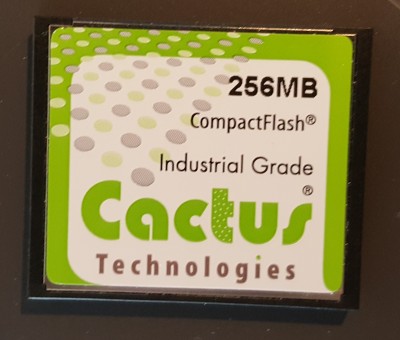 256MB
CompactFlash®
Industrial Grade
Cactus®
Technologies